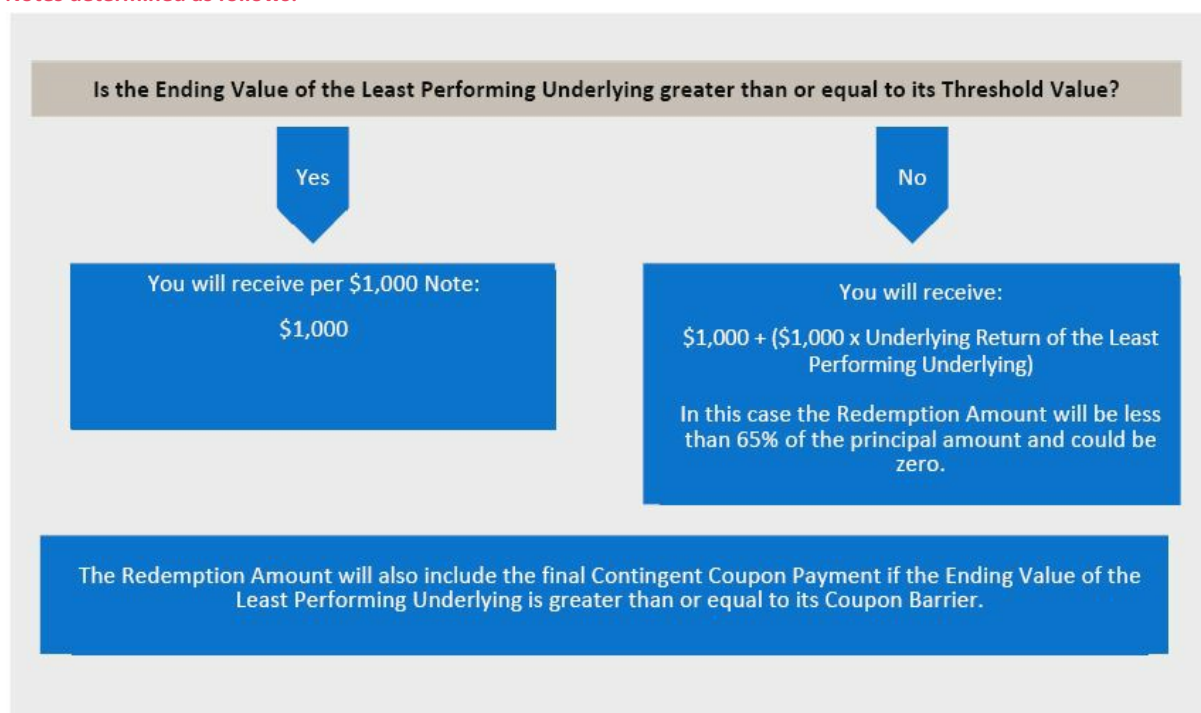 Notes determined as follows:
Is the Ending Value of the Least Performing Underlying greater than or equal to its Threshold Value?
Yes
No
You will receive per $1,000 Note:
$1,000
You will receive:
$1,000 + ($1,000 x Underlying Return of the Least
Performing Underlying)
In this case the Redemption Amount will be less
than 65% of the principal amount and could be
zero.
The Redemption Amount will also include the final Contingent Coupon Payment if the Ending Value of the
Least Performing Underlying is greater than or equal to its Coupon Barrier.